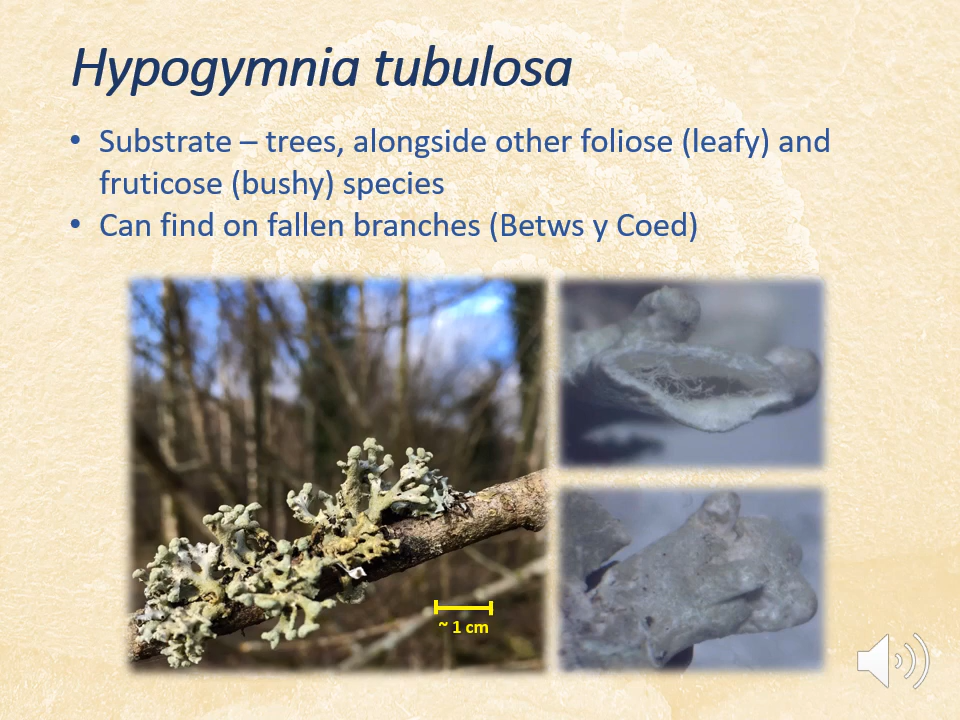 Hypogymnia tubulosa
• Substrate – trees, alongside other foliose (leafy) and
fruticose (bushy) species
• Can find on fallen branches (Betws y Coed)
~ 1 cm